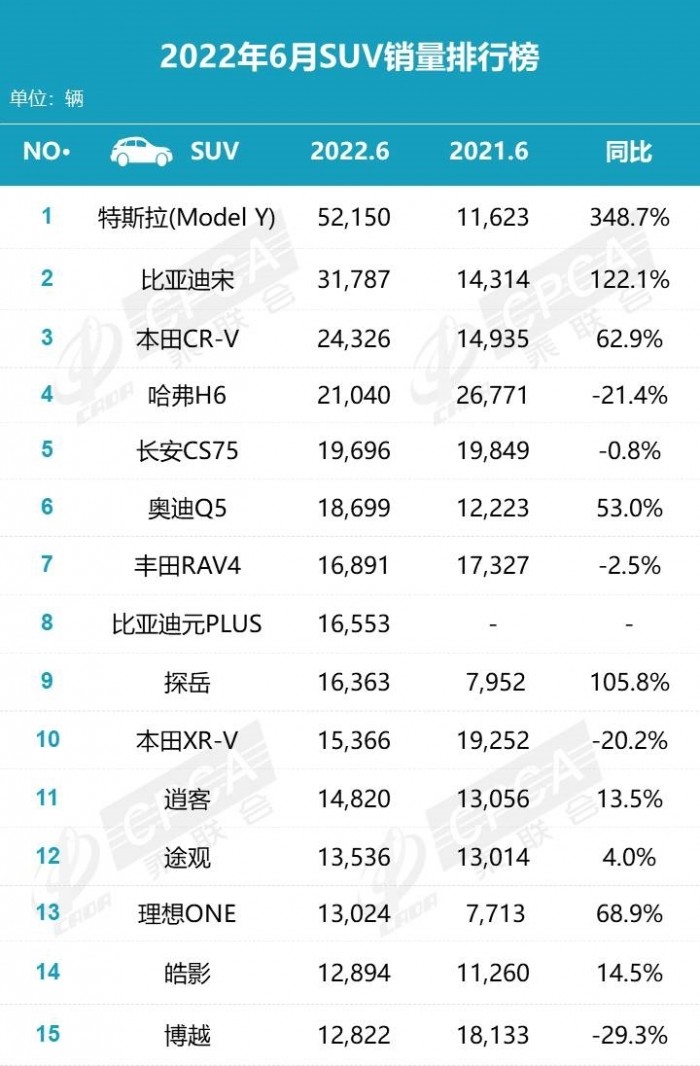 2022年6月SUV销量排行榜
单位：辆
NO• SUV 2022.6 2021.6 同比
1 特斯拉(Model Y) 52,150 11,623 348.7%
2 比亚迪宋 31,787 14,314 122.1%
3 本田CR-V 24,326 14,935 62.9%
4 哈弗H6 21,040 26,771 -21.4%
5 长安CS75 19,696 19,849 -0.8%
6 奥迪Q5 18,699 12,223 53.0%
7 丰田RAV4 16,891 17,327 -2.5%
8 比亚迪元PLUS 16,553 - -
9 探岳 16,363 7,952 105.8%
10 本田XR-V 15,366 19,252 -20.2%
11 逍客 14,820 13,056 13.5%
12 途观 13,536 13,014 4.0%
13 理想ONE 13,024 7,713 68.9%
14 皓影 12,894 11,260 14.5%
15 博越 12,822 18,133 -29.3%
CPCA
乘联合
CADA
CPCA
乘联合
CADA
CPCA
乘联合
CADA
CPCA
乘联合
CADA